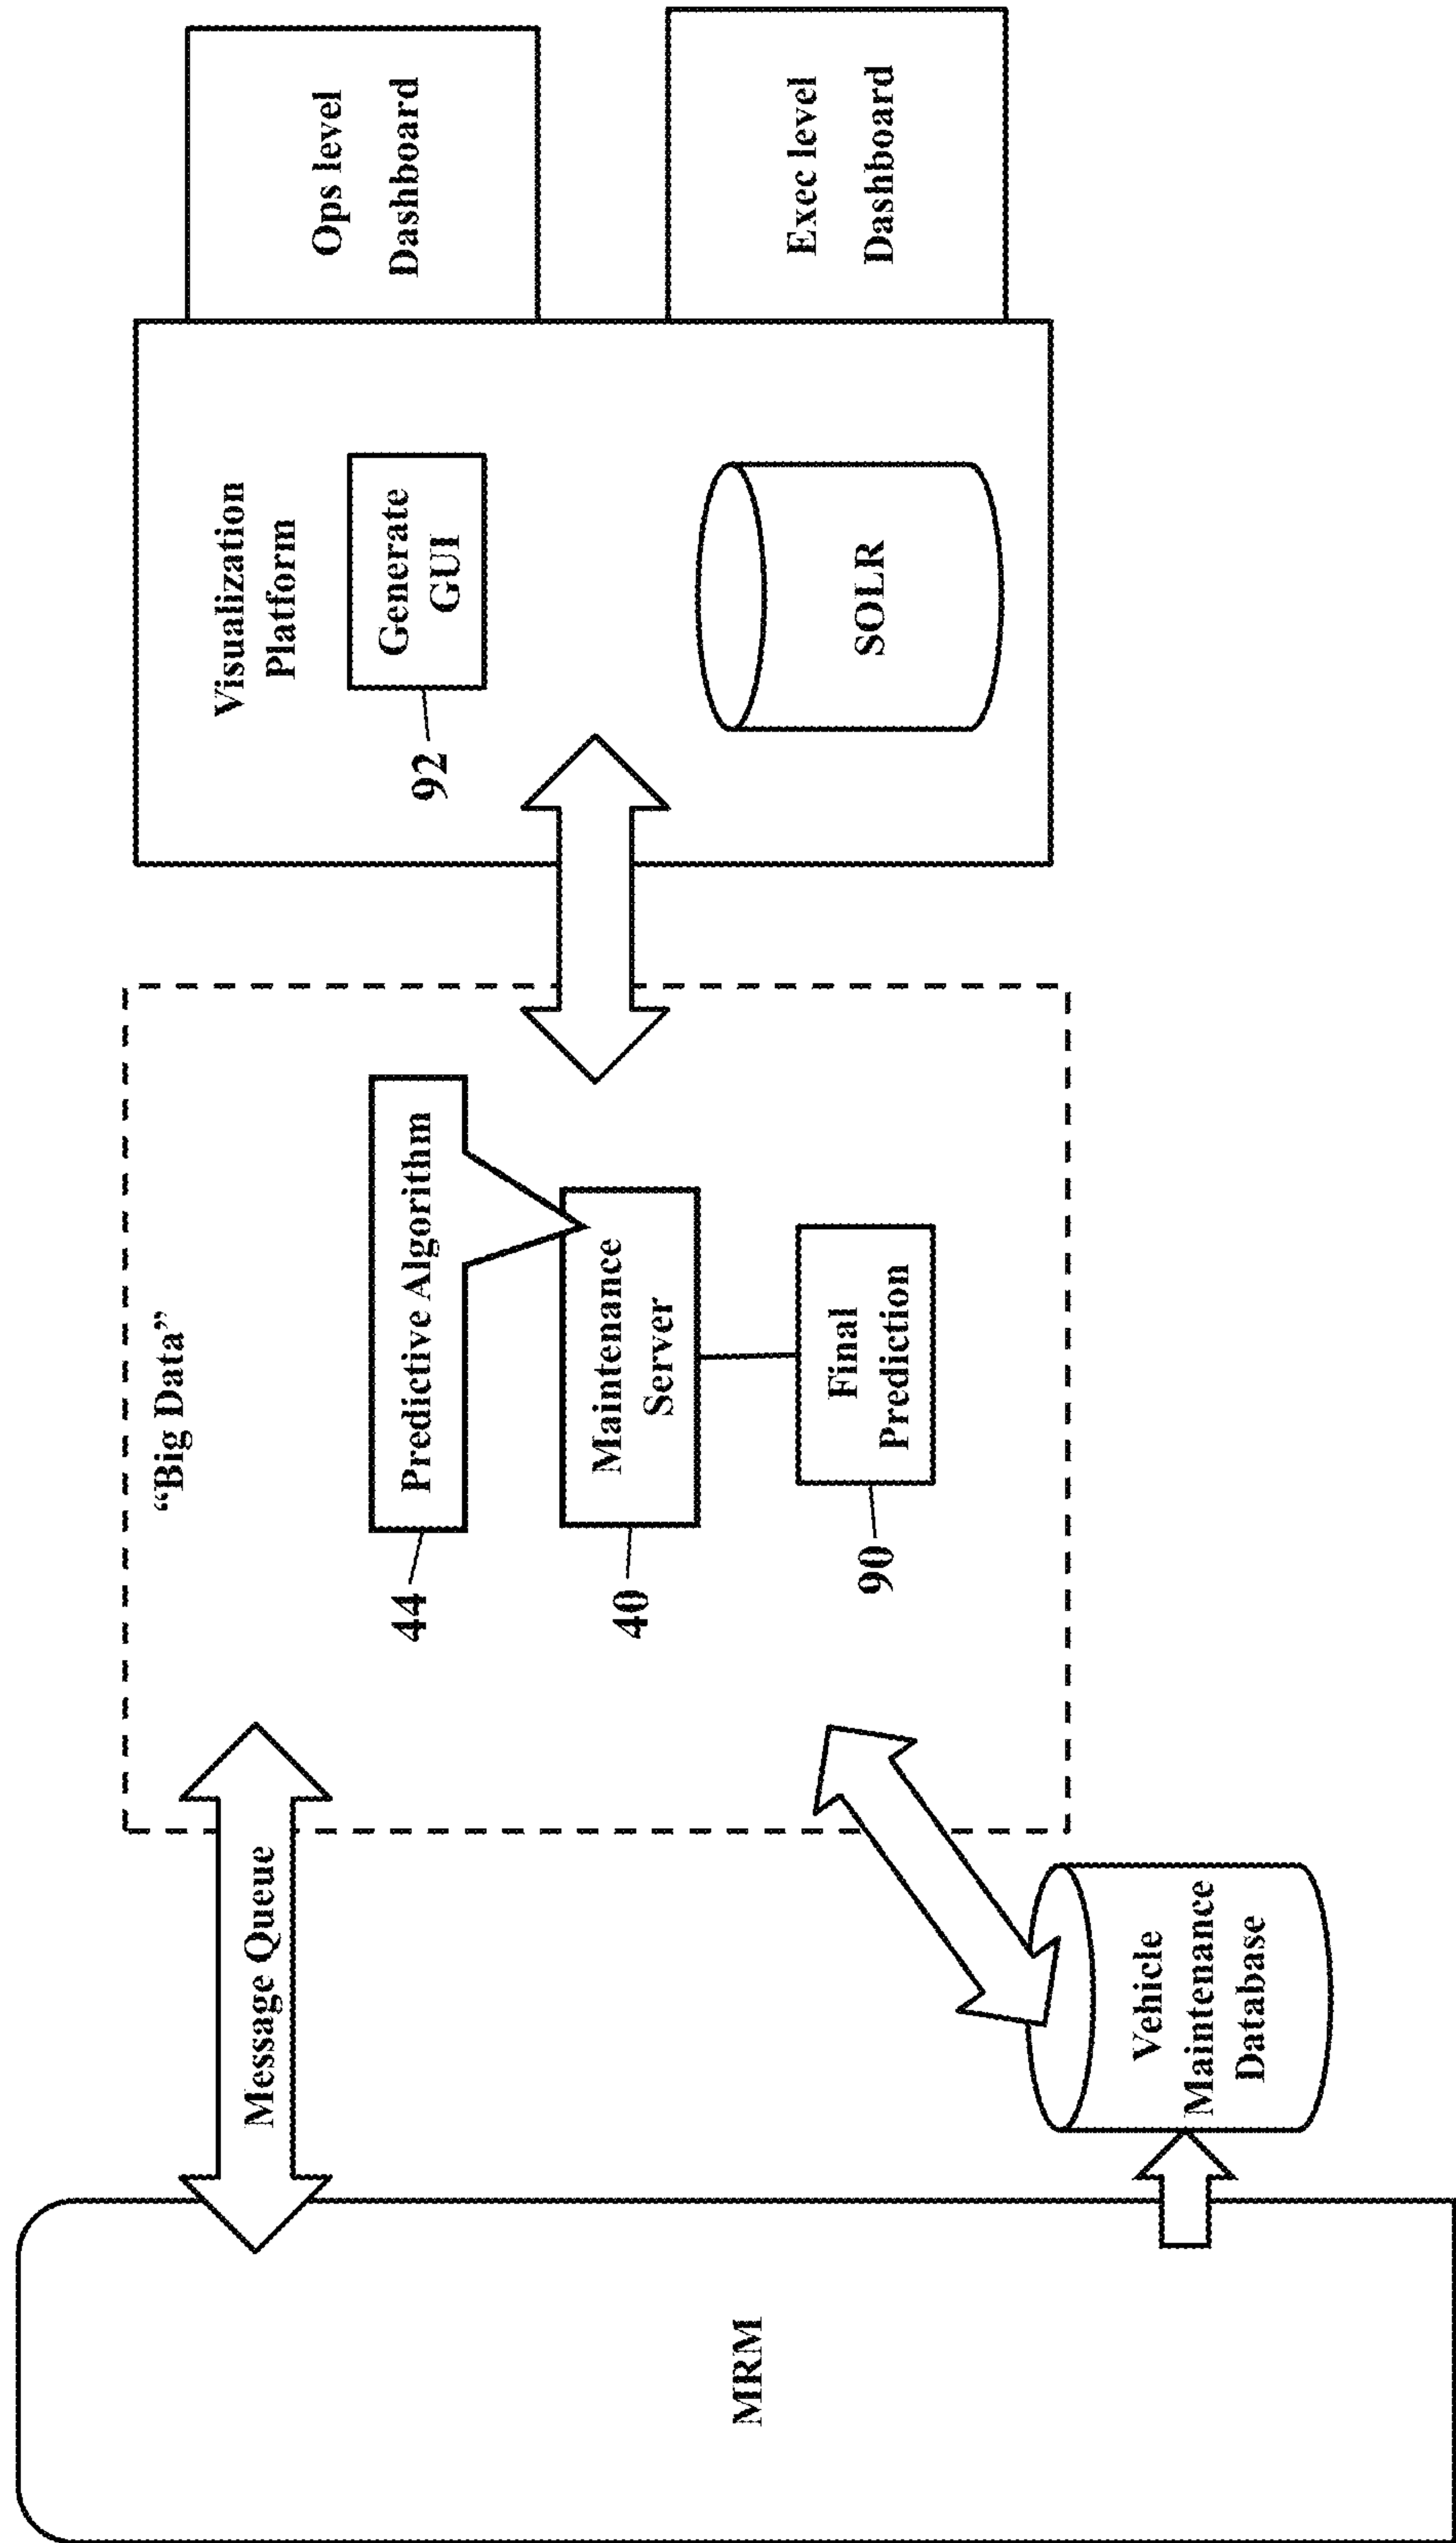 MRM
Message Queue
Vehicle
Maintenance
Database
“Big Data”
Predictive Algorithm
44
Maintenance
Server
40
Final
Prediction
90
Visualization
Platform
Generate
GUI
92
SOLR
Ops level
Dashboard
Exec level
Dashboard